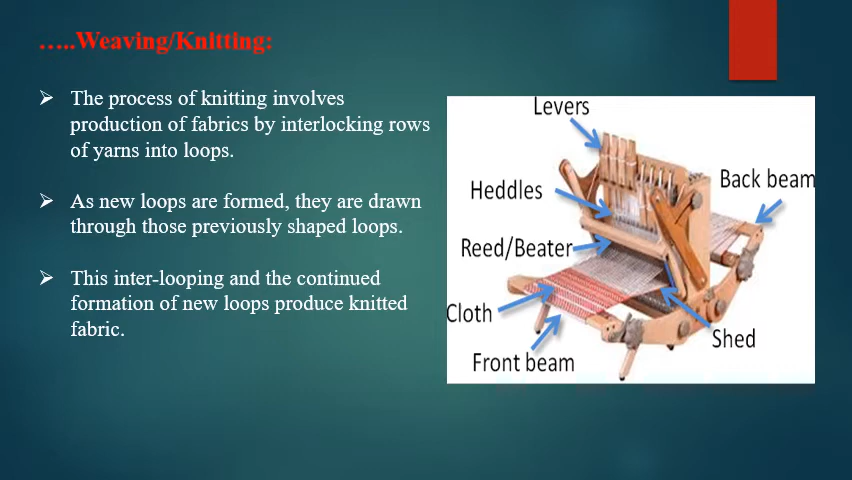 …..Weaving/Knitting:
➢ The process of knitting involves
production of fabrics by interlocking rows
of yarns into loops.
➢ As new loops are formed, they are drawn
through those previously shaped loops.
➢ This inter-looping and the continued
formation of new loops produce knitted
fabric.
Levers
Back beam
Heddles
Reed/Beater
Cloth
Shed
Front beam